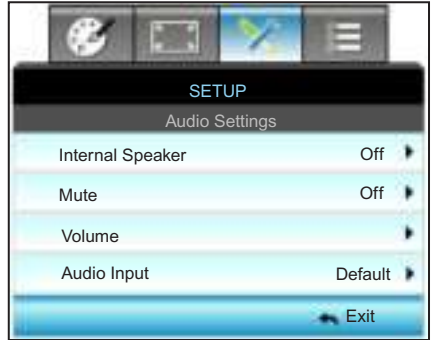 SETUP
Audio Settings
Internal Speaker Off
Mute Off
Volume
Audio Input Default
Exit